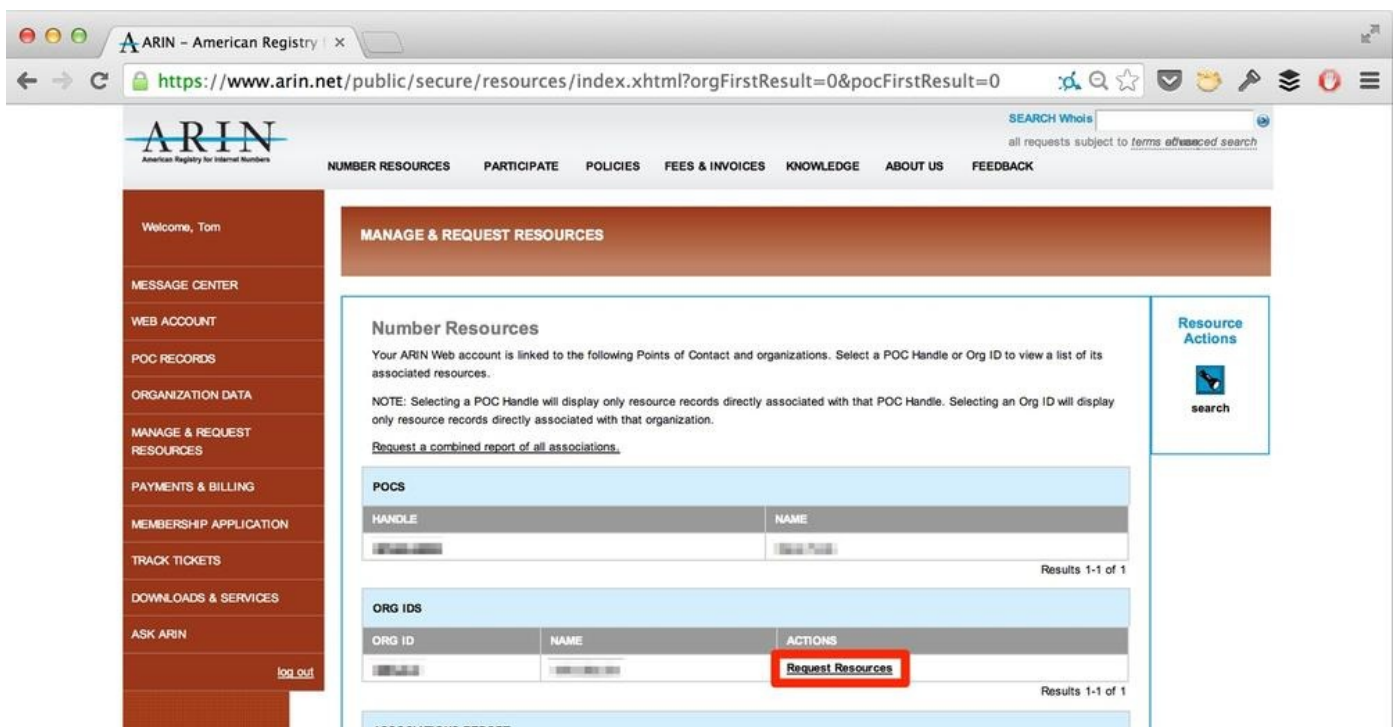 ARIN – American Registry
https://www.arin.net/public/secure/resources/index.xhtml?orgFirstResult=0&pocFirstResult=0
ARIN
American Registry for Internet Numbers
SEARCH Whois
all requests subject to terms of use advanced search
NUMBER RESOURCES PARTICIPATE POLICIES FEES & INVOICES KNOWLEDGE ABOUT US FEEDBACK
Welcome, Tom
MESSAGE CENTER
WEB ACCOUNT
POC RECORDS
ORGANIZATION DATA
MANAGE & REQUEST
RESOURCES
PAYMENTS & BILLING
MEMBERSHIP APPLICATION
TRACK TICKETS
DOWNLOADS & SERVICES
ASK ARIN
log out
MANAGE & REQUEST RESOURCES
Number Resources
Your ARIN Web account is linked to the following Points of Contact and organizations. Select a POC Handle or Org ID to view a list of its
associated resources.
NOTE: Selecting a POC Handle will display only resource records directly associated with that POC Handle. Selecting an Org ID will display
only resource records directly associated with that organization.
Request a combined report of all associations.
POCS
HANDLE NAME
Results 1-1 of 1
ORG IDS
ORG ID NAME ACTIONS
Request Resources
Results 1-1 of 1
ASSOCIATIONS REPORT
Resource
Actions
search